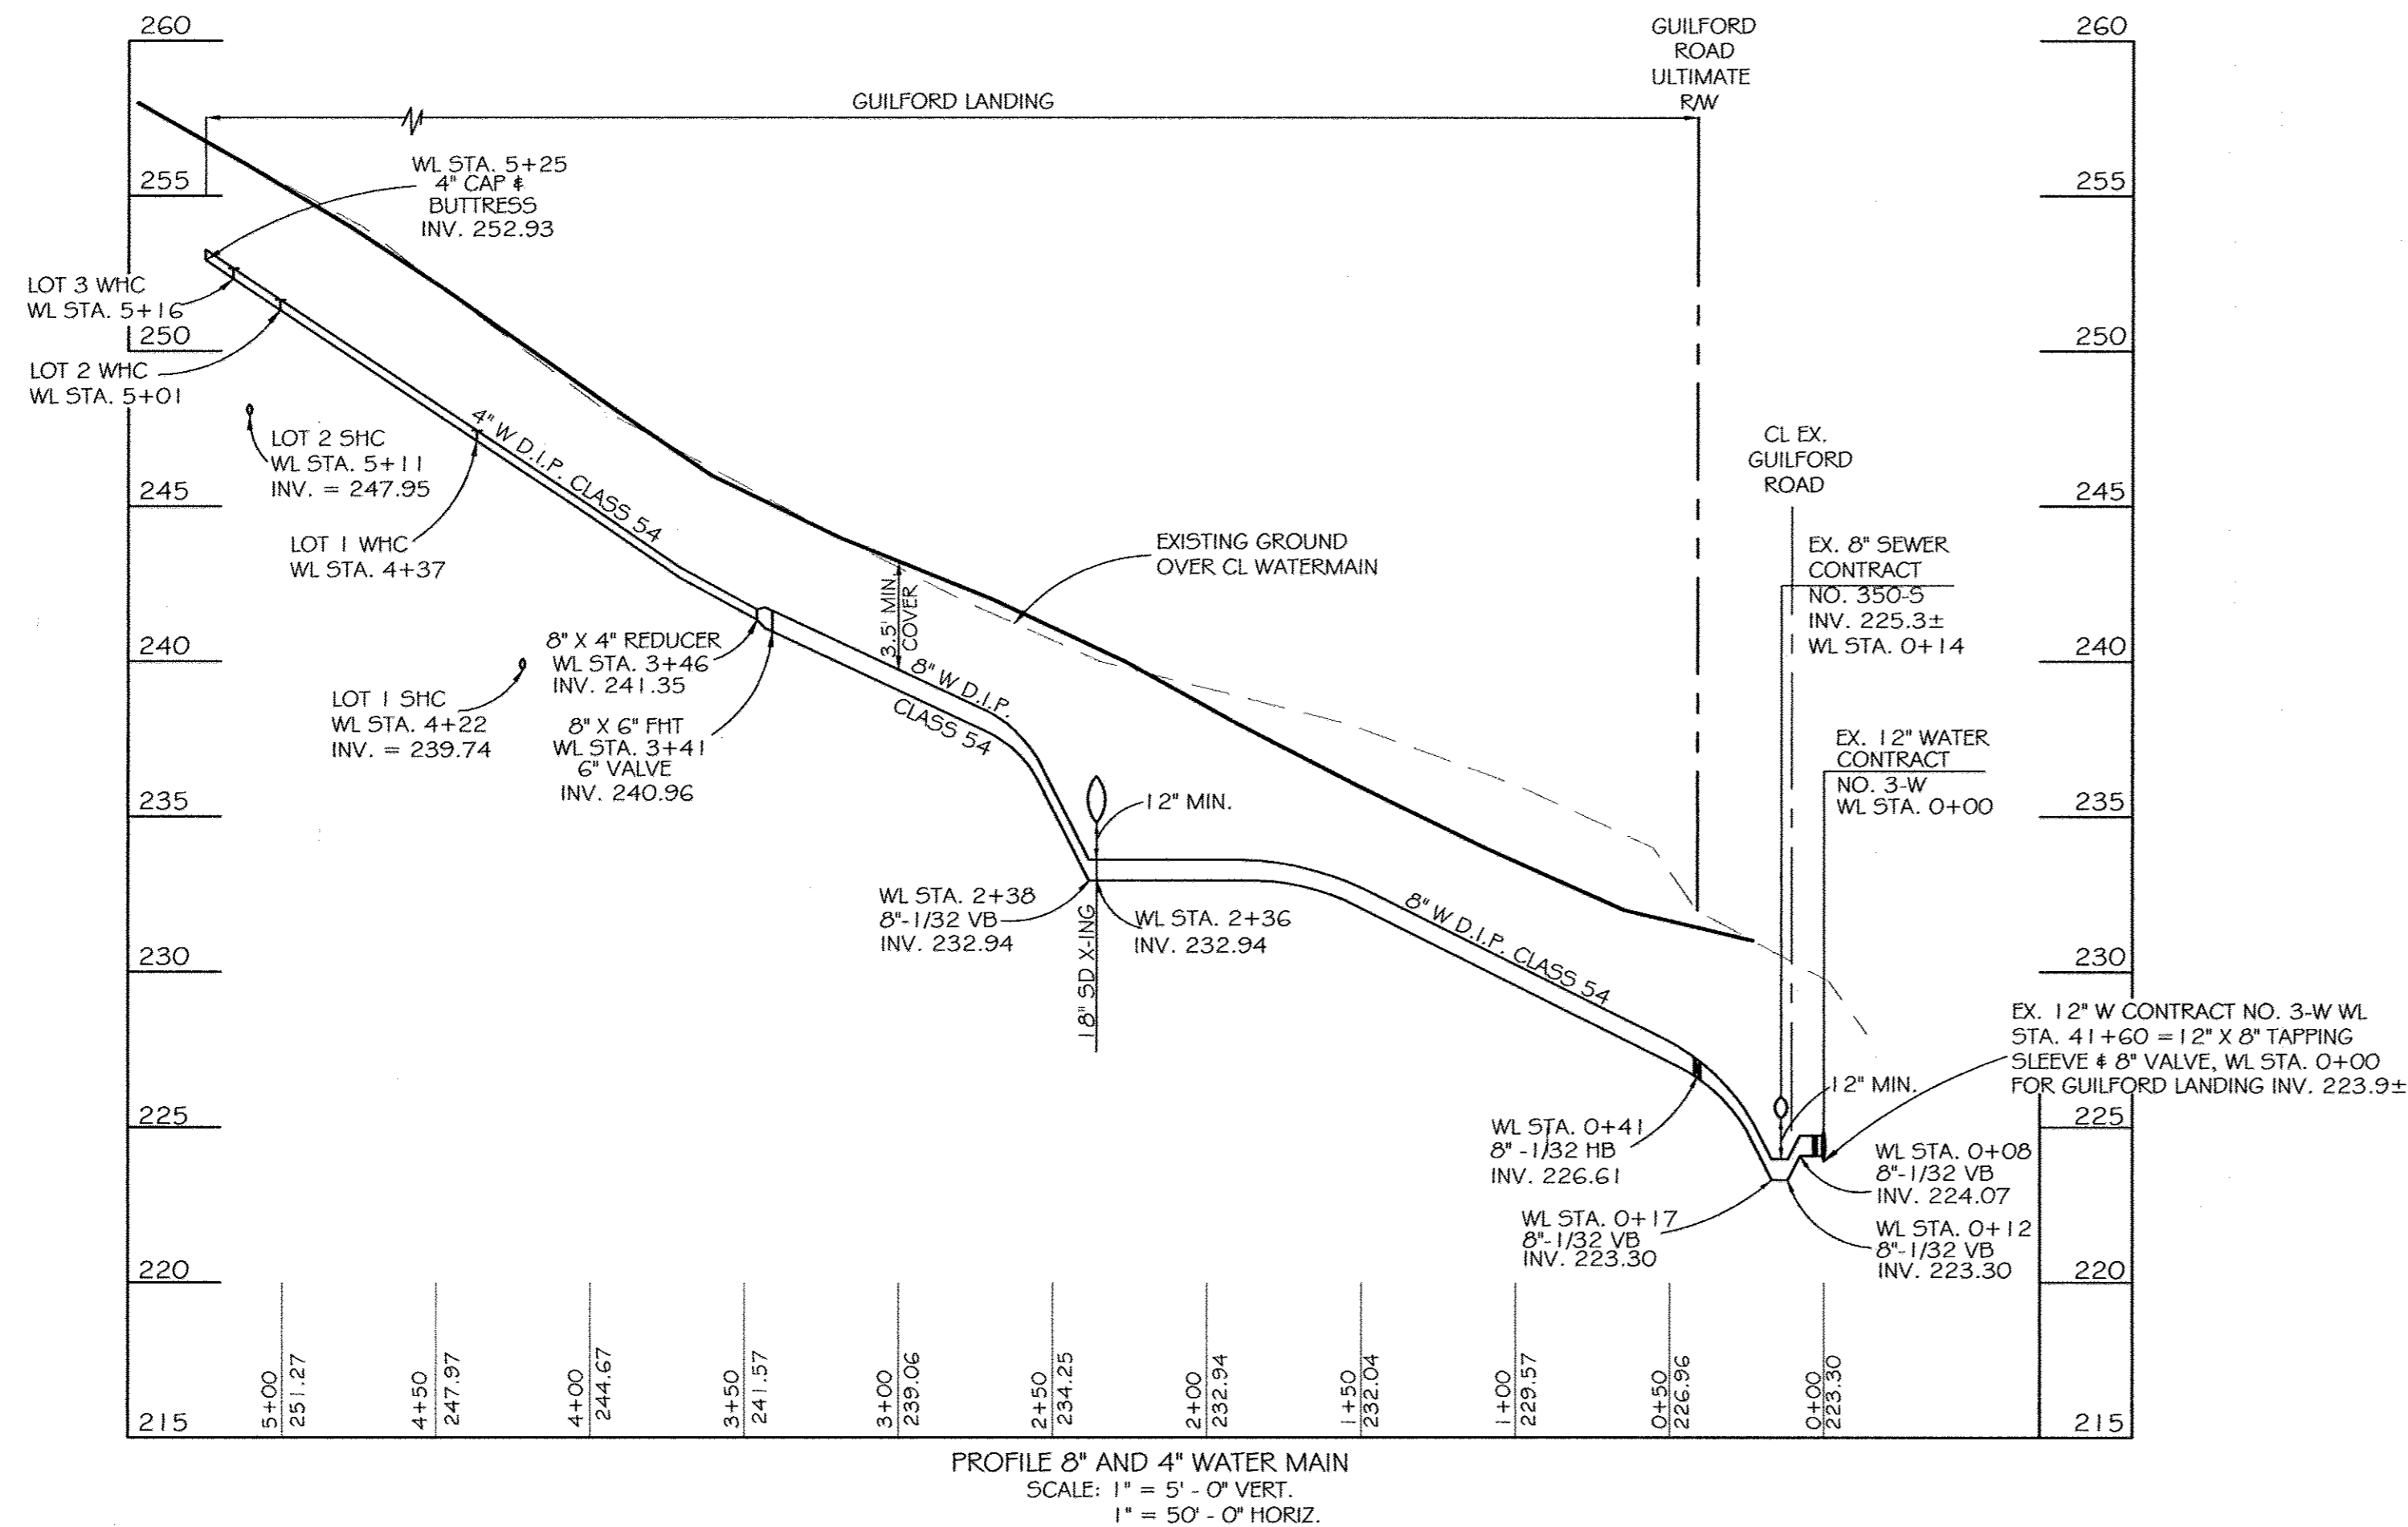 260
GUILFORD
ROAD
ULTIMATE
R/W
260
GUILFORD LANDING
WL STA. 5+25
4" CAP &
BUTTRESS
INV. 252.93
255
255
LOT 3 WHC
WL STA. 5+16
250
250
LOT 2 WHC
WL STA. 5+01
LOT 2 SHC
WL STA. 5+11
INV. = 247.95
4" W D.I.P. CLASS 54
CL EX.
GUILFORD
ROAD
245
245
LOT 1 WHC
WL STA. 4+37
EXISTING GROUND
OVER CL WATERMAIN
EX. 8" SEWER
CONTRACT
NO. 350-S
INV. 225.3±
WL STA. 0+14
3.5' MIN.
COVER
240
240
8" X 4" REDUCER
WL STA. 3+46
INV. 241.35
8" W D.I.P.
CLASS 54
LOT 1 SHC
WL STA. 4+22
INV. = 239.74
8" X 6" FHT
WL STA. 3+41
6" VALVE
INV. 240.96
EX. 12" WATER
CONTRACT
NO. 3-W
WL STA. 0+00
235
12" MIN.
235
WL STA. 2+38
8"-1/32 VB
INV. 232.94
18" SD X-ING
WL STA. 2+36
INV. 232.94
8" W D.I.P. CLASS 54
230
230
EX. 12" W CONTRACT NO. 3-W WL
STA. 41+60 = 12" X 8" TAPPING
SLEEVE & 8" VALVE, WL STA. 0+00
FOR GUILFORD LANDING INV. 223.9±
12" MIN.
225
225
WL STA. 0+41
8" -1/32 HB
INV. 226.61
WL STA. 0+08
8"-1/32 VB
INV. 224.07
WL STA. 0+17
8"-1/32 VB
INV. 223.30
WL STA. 0+12
8"-1/32 VB
INV. 223.30
220
220
5+00
251.27
4+50
247.97
4+00
244.67
3+50
241.57
3+00
239.06
2+50
234.25
2+00
232.94
1+50
232.04
1+00
229.57
0+50
226.96
0+00
223.30
215
215
PROFILE 8" AND 4" WATER MAIN
SCALE: 1" = 5' - 0" VERT.
1" = 50' - 0" HORIZ.